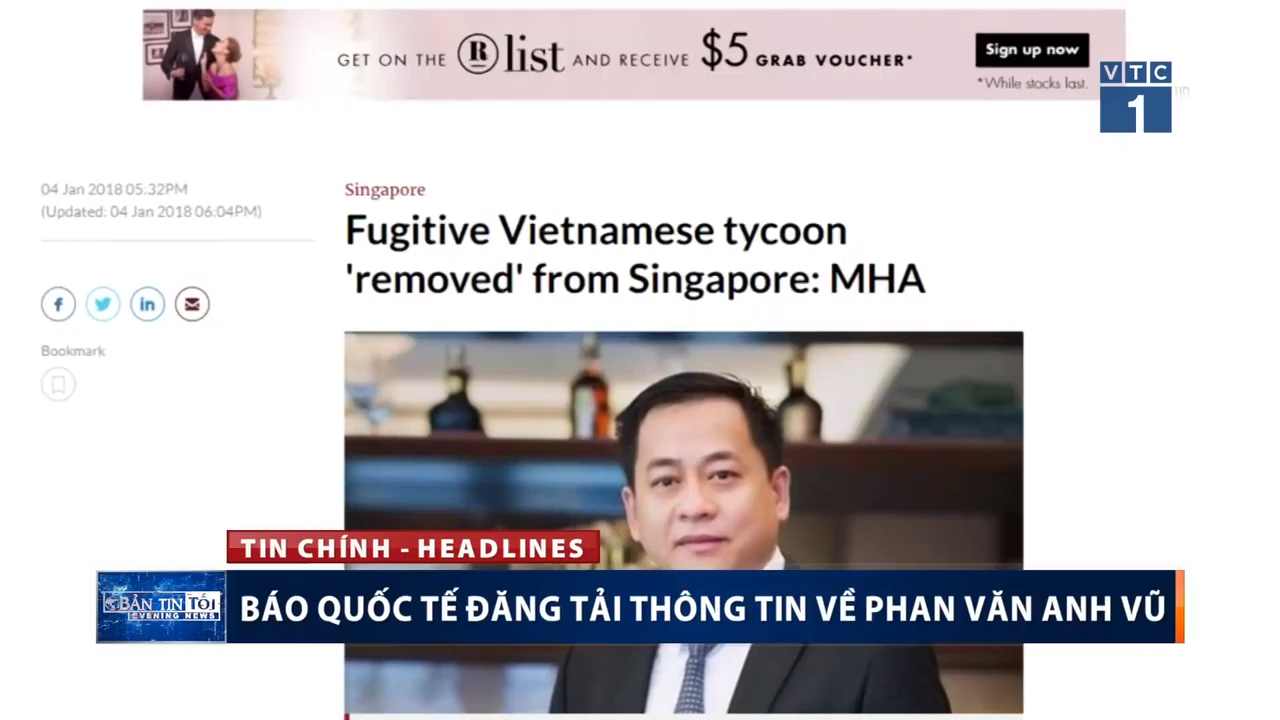 GET ON THE R list AND RECEIVE $5 GRAB VOUCHER*
Sign up now
*While stocks last.
VTC
1
04 Jan 2018 05.32PM
(Updated: 04 Jan 2018 06:04PM)
Singapore
Fugitive Vietnamese tycoon
'removed' from Singapore: MHA
f
in
Bookmark
TIN CHÍNH - HEADLINES
BẢN TIN TỐI
EVENING NEWS
BÁO QUỐC TẾ ĐĂNG TẢI THÔNG TIN VỀ PHAN VĂN ANH VŨ